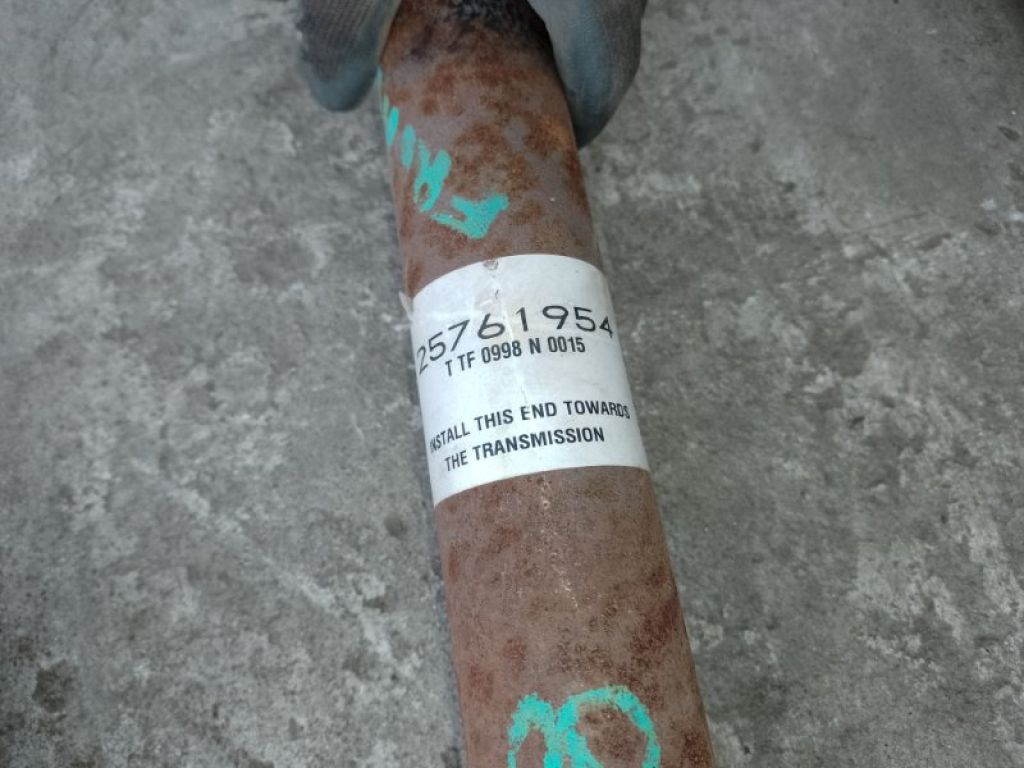 25761954
T TF 0998 N 0015
INSTALL THIS END TOWARDS
THE TRANSMISSION